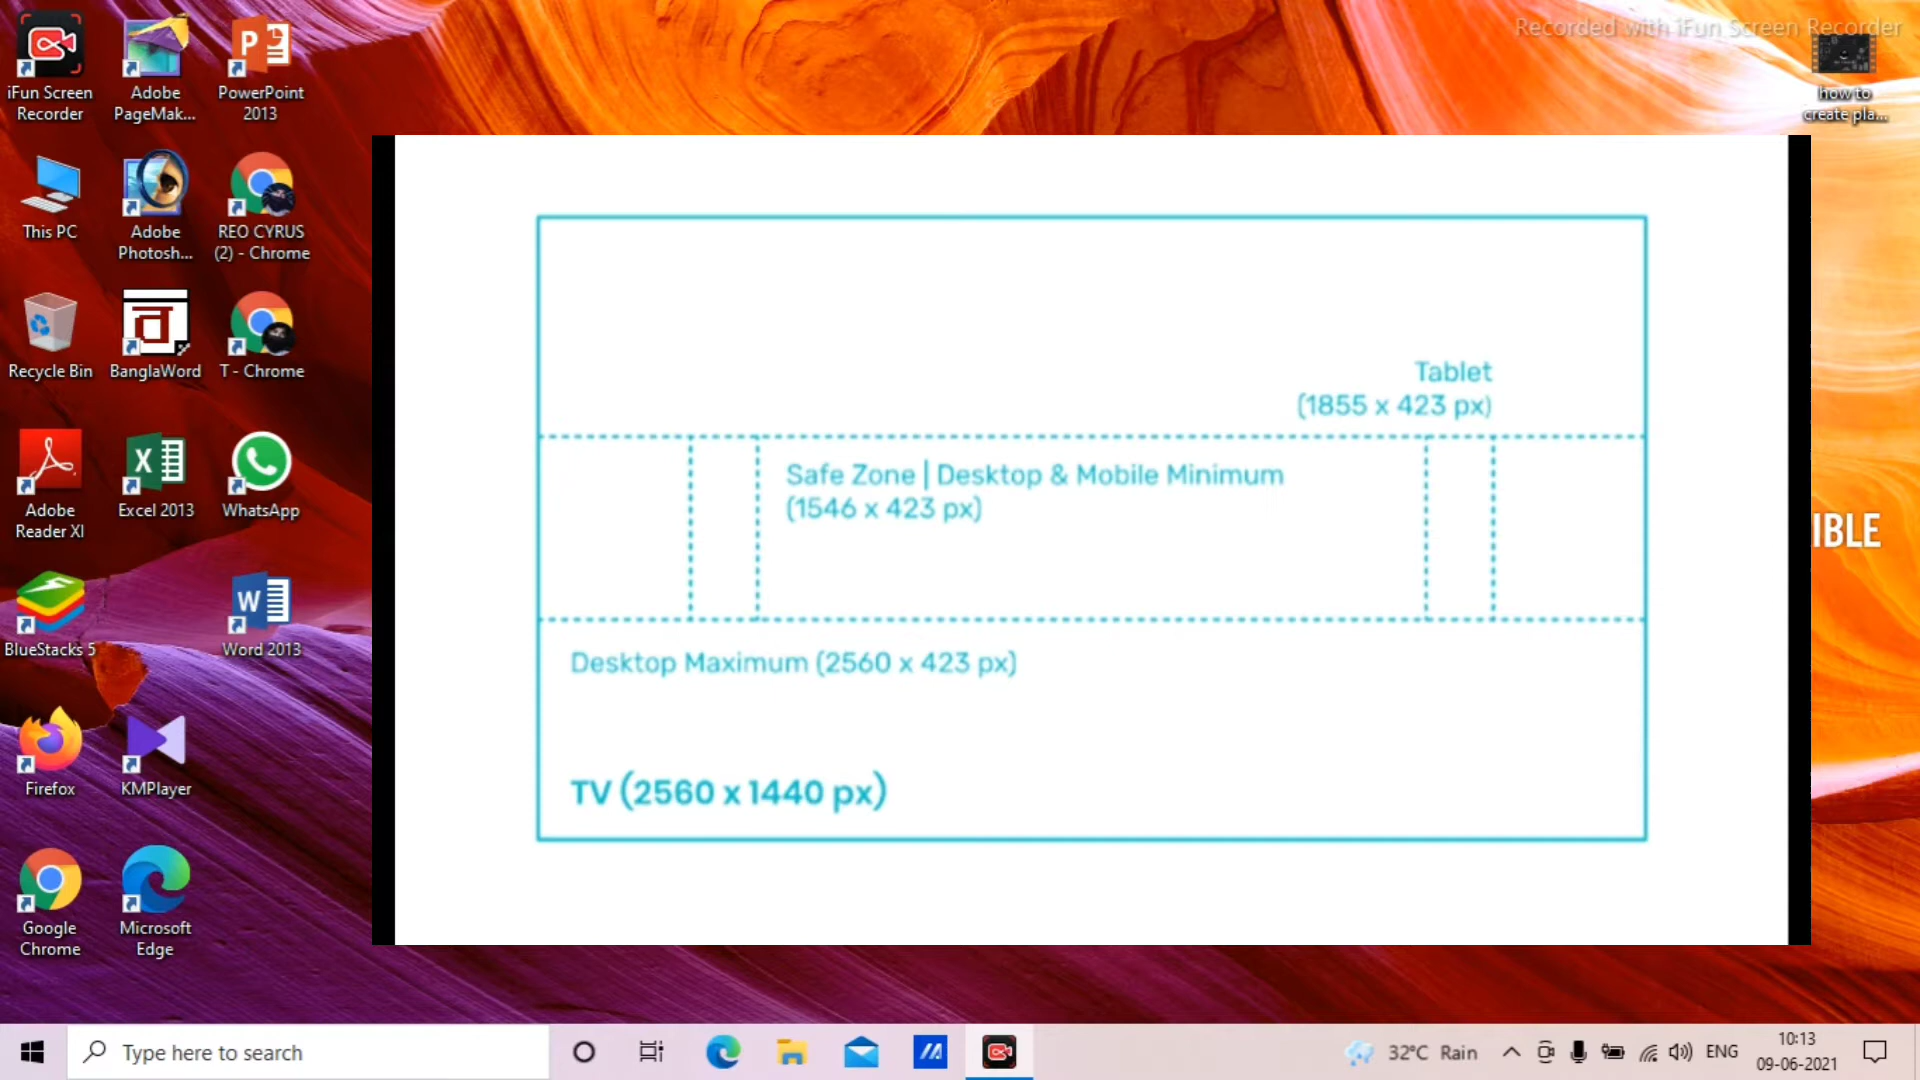 Recorded with iFun Screen Recorder
iFun Screen
Recorder
Adobe
PageMak...
PowerPoint
2013
how to
create pla...
This PC
Adobe
Photosh...
REO CYRUS
(2) - Chrome
Recycle Bin
BanglaWord
T - Chrome
Adobe
Reader XI
Excel 2013
WhatsApp
BlueStacks 5
Word 2013
Firefox
KMPlayer
Google
Chrome
Microsoft
Edge
Tablet
(1855 x 423 px)
Safe Zone | Desktop & Mobile Minimum
(1546 x 423 px)
Desktop Maximum (2560 x 423 px)
TV (2560 x 1440 px)
IBLE
Type here to search
32°C Rain
ENG
10:13
09-06-2021